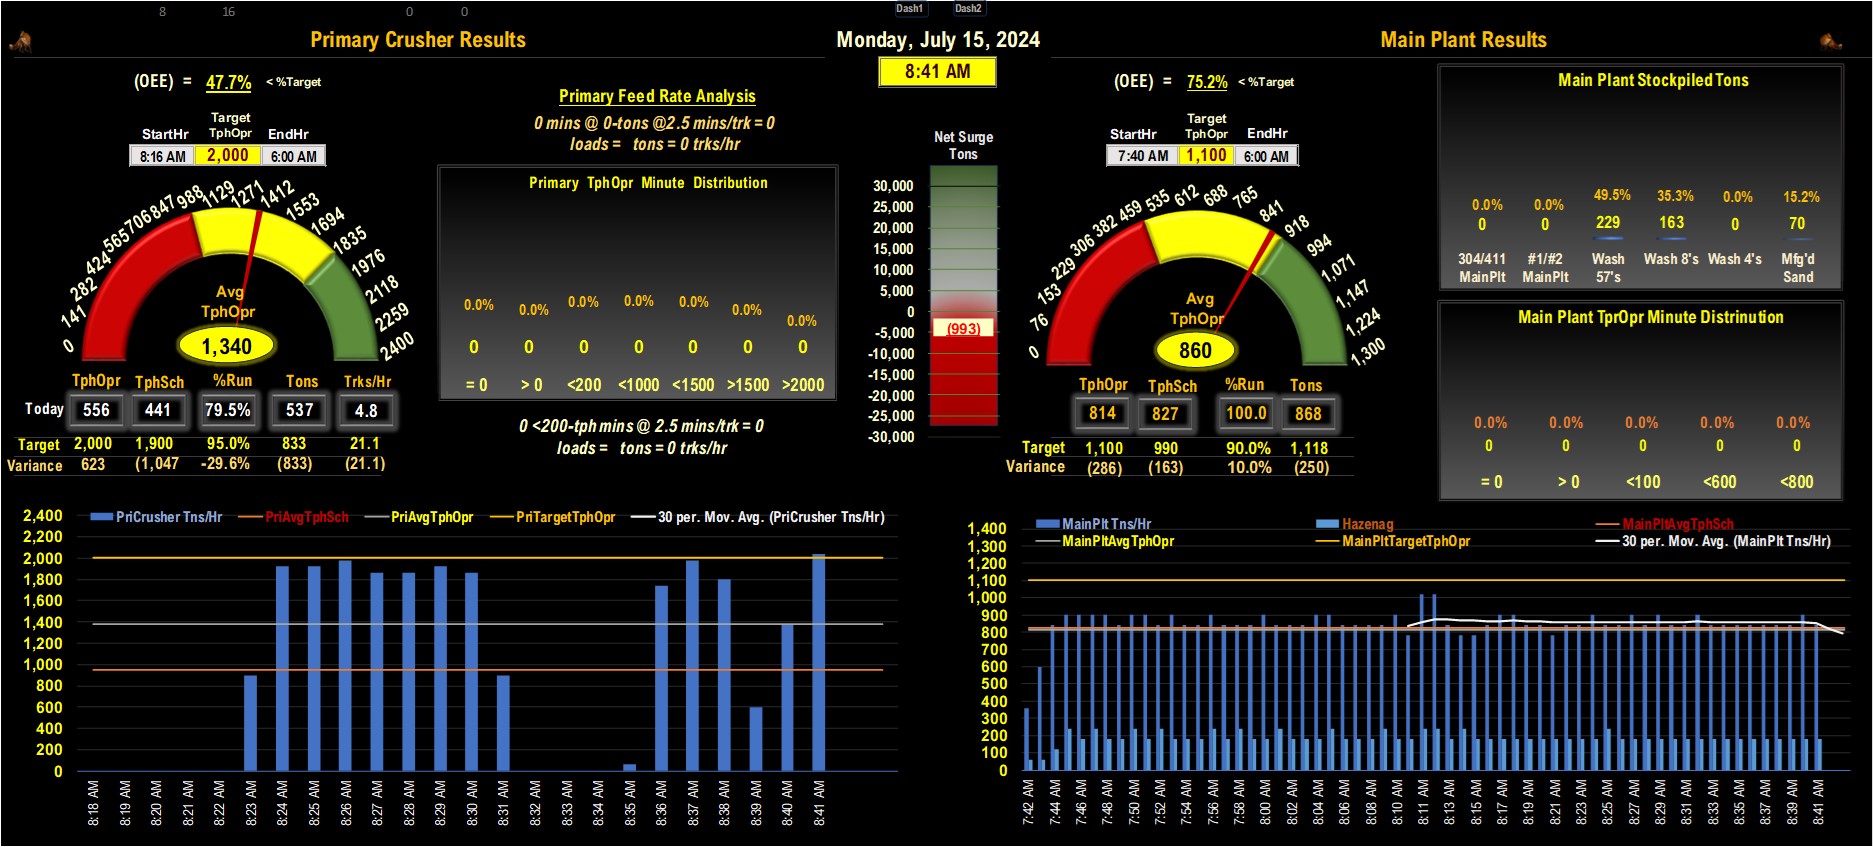 8 16 0 0 Dash1 Dash2
Primary Crusher Results
Monday, July 15, 2024
Main Plant Results
8:41 AM
(OEE) = 47.7% < %Target
Target
StartHr TphOpr EndHr
8:16 AM 2,000 6:00 AM
0 141 282 424 565 706 847 988 1129 1271 1412 1553 1694 1835 1976 2118 2259 2400
Avg
TphOpr
1,340
TphOpr TphSch %Run Tons Trks/Hr
Today 556 441 79.5% 537 4.8
Target 2,000 1,900 95.0% 833 21.1
Variance 623 (1,047 -29.6% (833) (21.1)
Primary Feed Rate Analysis
0 mins @ 0-tons @2.5 mins/trk = 0
loads = tons = 0 trks/hr
Primary TphOpr Minute Distribution
0.0% 0.0% 0.0% 0.0% 0.0% 0.0% 0.0%
0 0 0 0 0 0 0
= 0 > 0 <200 <1000 <1500 >1500 >2000
0 <200-tph mins @ 2.5 mins/trk = 0
loads = tons = 0 trks/hr
Net Surge
Tons
30,000
25,000
20,000
15,000
10,000
5,000
0
-5,000
-10,000
-15,000
-20,000
-25,000
-30,000
(993)
(OEE) = 75.2% < %Target
Target
StartHr TphOpr EndHr
7:40 AM 1,100 6:00 AM
0 76 153 229 306 382 459 535 612 688 765 841 918 994 1,071 1,147 1,224 1,300
Avg
TphOpr
860
TphOpr TphSch %Run Tons
814 827 100.0 868
Target 1,100 990 90.0% 1,118
Variance (286) (163) 10.0% (250)
Main Plant Stockpiled Tons
0.0% 0.0% 49.5% 35.3% 0.0% 15.2%
0 0 229 163 0 70
304/411 #1/#2 Wash Wash 8's Wash 4's Mfg'd
MainPlt MainPlt 57's Sand
Main Plant TprOpr Minute Distrinution
0.0% 0.0% 0.0% 0.0% 0.0%
0 0 0 0 0
= 0 > 0 <100 <600 <800
PriCrusher Tns/Hr PriAvgTphSch PriAvgTphOpr PriTargetTphOpr 30 per. Mov. Avg. (PriCrusher Tns/Hr)
2,400
2,200
2,000
1,800
1,600
1,400
1,200
1,000
800
600
400
200
0
8:18 AM 8:19 AM 8:20 AM 8:21 AM 8:22 AM 8:23 AM 8:24 AM 8:25 AM 8:26 AM 8:27 AM 8:28 AM 8:29 AM 8:30 AM 8:31 AM 8:32 AM 8:33 AM 8:34 AM 8:35 AM 8:36 AM 8:37 AM 8:38 AM 8:39 AM 8:40 AM 8:41 AM
MainPlt Tns/Hr Hazenag MainPltAvgTphSch
MainPltAvgTphOpr MainPltTargetTphOpr 30 per. Mov. Avg. (MainPlt Tns/Hr)
1,400
1,300
1,200
1,100
1,000
900
800
700
600
500
400
300
200
100
0
7:42 AM 7:44 AM 7:46 AM 7:48 AM 7:50 AM 7:52 AM 7:54 AM 7:56 AM 7:58 AM 8:00 AM 8:02 AM 8:04 AM 8:06 AM 8:08 AM 8:10 AM 8:11 AM 8:13 AM 8:15 AM 8:17 AM 8:19 AM 8:21 AM 8:23 AM 8:25 AM 8:27 AM 8:29 AM 8:31 AM 8:33 AM 8:35 AM 8:37 AM 8:39 AM 8:41 AM